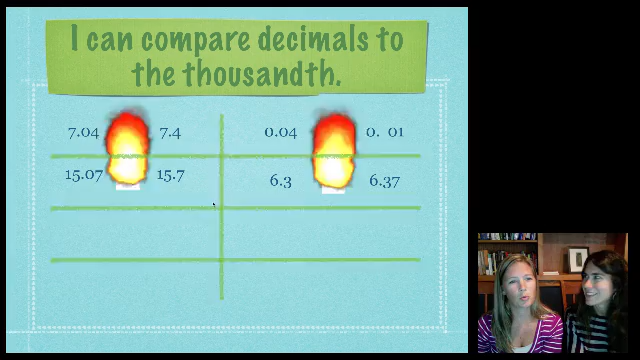 I can compare decimals to
the thousandth.
7.04 7.4 0.04 0. 01
15.07 15.7 6.3 6.37